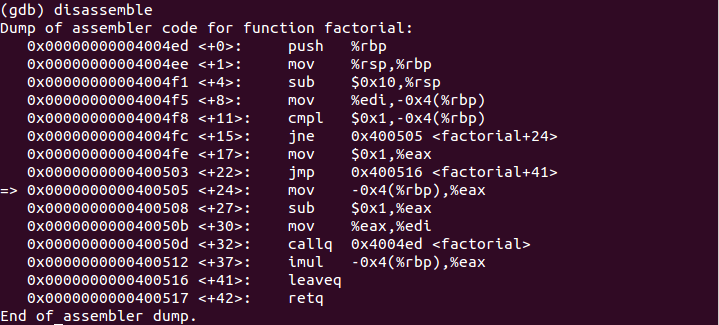 (gdb) disassemble
Dump of assembler code for function factorial:
   0x00000000004004ed <+0>:	push   %rbp
   0x00000000004004ee <+1>:	mov    %rsp,%rbp
   0x00000000004004f1 <+4>:	sub    $0x10,%rsp
   0x00000000004004f5 <+8>:	mov    %edi,-0x4(%rbp)
   0x00000000004004f8 <+11>:	cmpl   $0x1,-0x4(%rbp)
   0x00000000004004fc <+15>:	jne    0x400505 <factorial+24>
   0x00000000004004fe <+17>:	mov    $0x1,%eax
   0x0000000000400503 <+22>:	jmp    0x400516 <factorial+41>
=> 0x0000000000400505 <+24>:	mov    -0x4(%rbp),%eax
   0x0000000000400508 <+27>:	sub    $0x1,%eax
   0x000000000040050b <+30>:	mov    %eax,%edi
   0x000000000040050d <+32>:	callq  0x4004ed <factorial>
   0x0000000000400512 <+37>:	imul   -0x4(%rbp),%eax
   0x0000000000400516 <+41>:	leaveq
   0x0000000000400517 <+42>:	retq
End of assembler dump.